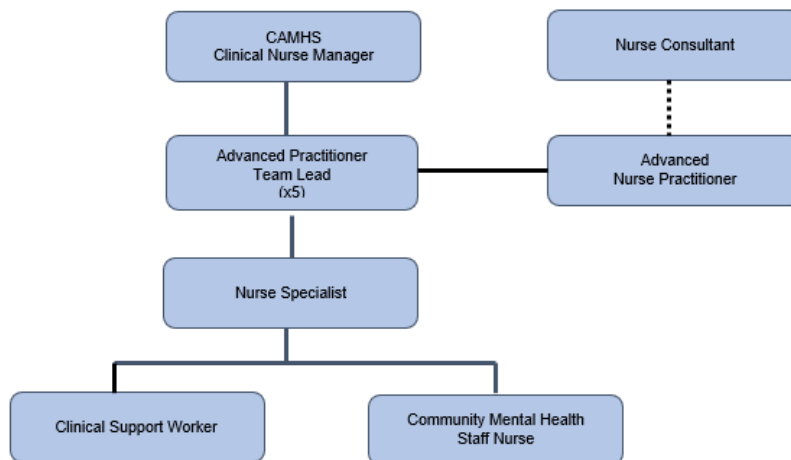 CAMHS
Clinical Nurse Manager
Nurse Consultant
Advanced Practitioner
Team Lead
(x5)
Advanced
Nurse Practitioner
Nurse Specialist
Clinical Support Worker
Community Mental Health
Staff Nurse